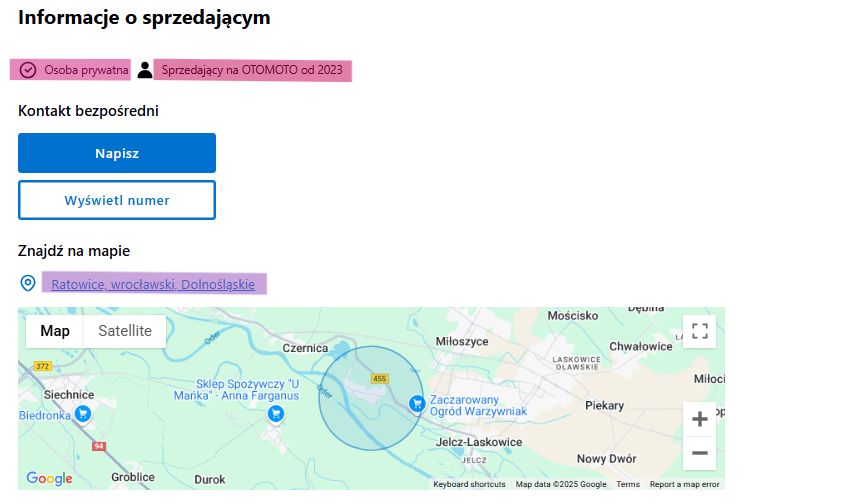 Informacje o sprzedającym
Osoba prywatna Sprzedający na OTOMOTO od 2023
Kontakt bezpośredni
Napisz
Wyświetl numer
Znajdź na mapie
Ratowice, wrocławski, Dolnośląskie
Map Satellite
Mościsko
Dębina
Oder
Czernica
Miłoszyce
Chwałowice
372
LASKOWICE
OŁAWSKIE
Sklep Spożywczy "U
Mańka" - Anna Farganus
455
Siechnice
Oder
Zaczarowany
Ogród Warzywniak
Piekary
Biedronka
94
Jelcz-Laskowice
JELCZ
Nowy Dwór
Google
Groblice
Durok
Keyboard shortcuts Map data ©2025 Google Terms Report a map error